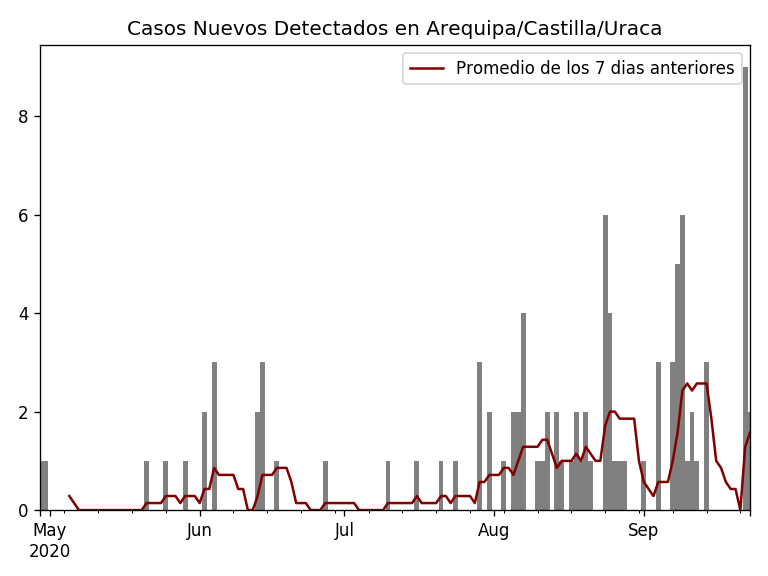 Casos Nuevos Detectados en Arequipa/Castilla/Uraca
Promedio de los 7 dias anteriores
8
6
4
2
0
May Jun Jul Aug Sep
2020